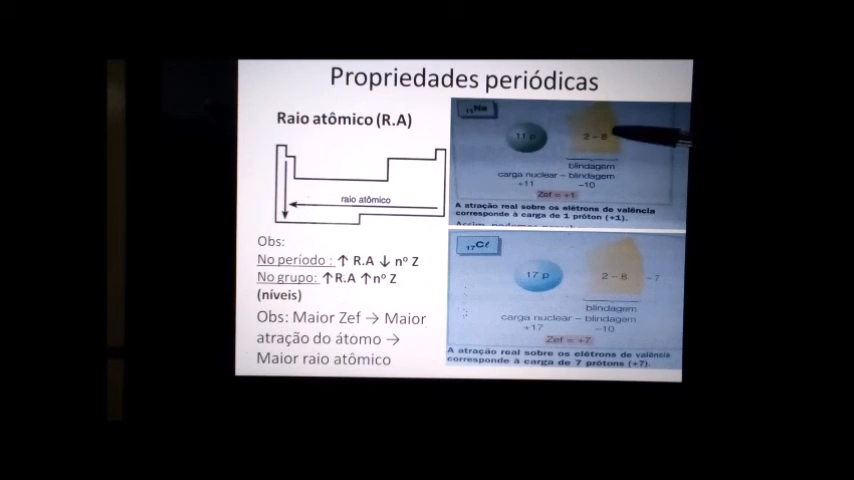 Propriedades periódicas
Raio atômico (R.A)
raio atômico
Obs:
No período : ↑ R.A ↓ nº Z
No grupo: ↑R.A ↑nº Z
(níveis)
Obs: Maior Zef → Maior
atração do átomo →
Maior raio atômico
₁₁Na
11 p
2 – 8
blindagem
carga nuclear – blindagem
+11 –10
Zef = +1
A atração real sobre os elétrons de valência
corresponde à carga de 1 próton (+1).
₁₇Cℓ
17 p
2 – 8 – 7
blindagem
carga nuclear – blindagem
+17 –10
Zef = +7
A atração real sobre os elétrons de valência
corresponde à carga de 7 prótons (+7).